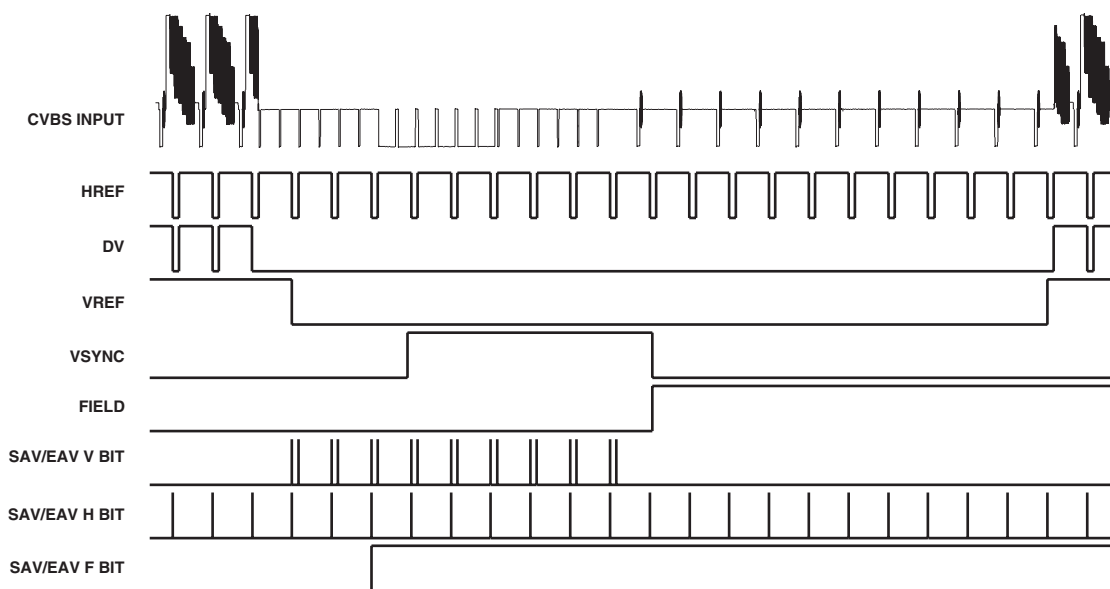 CVBS INPUT
HREF
DV
VREF
VSYNC
FIELD
SAV/EAV V BIT
SAV/EAV H BIT
SAV/EAV F BIT